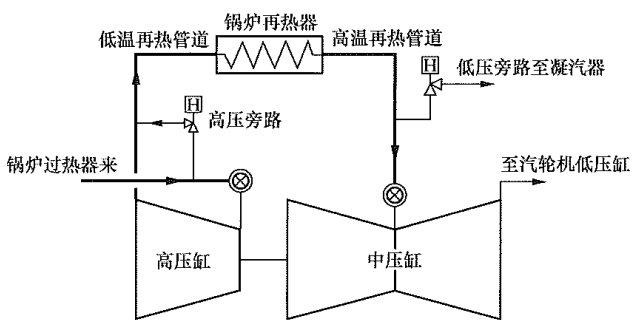 锅炉再热器
低温再热管道
高温再热管道
H
低压旁路至凝汽器
H
高压旁路
锅炉过热器来
至汽轮机低压缸
高压缸
中压缸